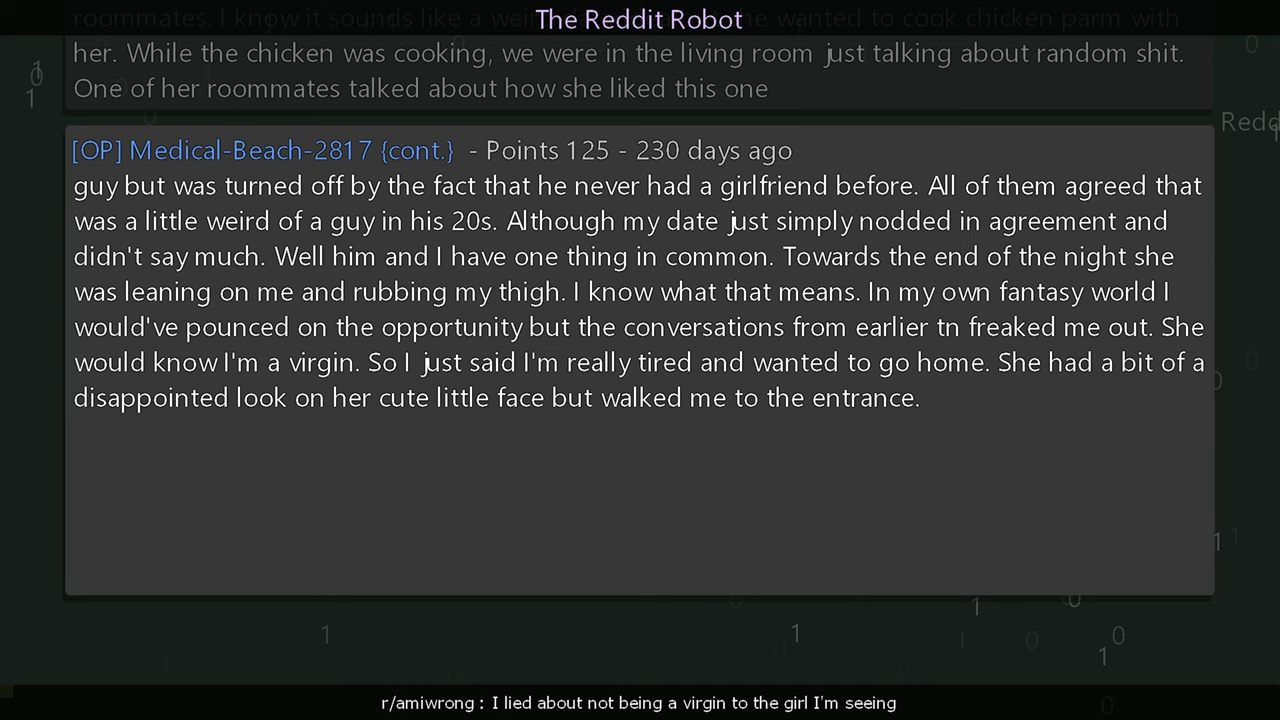 The Reddit Robot
roommates. I know it sounds like a wei he wanted to cook chicken parm with
her. While the chicken was cooking, we were in the living room just talking about random shit.
One of her roommates talked about how she liked this one
Redd
[OP] Medical-Beach-2817 {cont.} - Points 125 - 230 days ago
guy but was turned off by the fact that he never had a girlfriend before. All of them agreed that
was a little weird of a guy in his 20s. Although my date just simply nodded in agreement and
didn't say much. Well him and I have one thing in common. Towards the end of the night she
was leaning on me and rubbing my thigh. I know what that means. In my own fantasy world I
would've pounced on the opportunity but the conversations from earlier tn freaked me out. She
would know I'm a virgin. So I just said I'm really tired and wanted to go home. She had a bit of a
disappointed look on her cute little face but walked me to the entrance.
r/amiwrong : I lied about not being a virgin to the girl I'm seeing